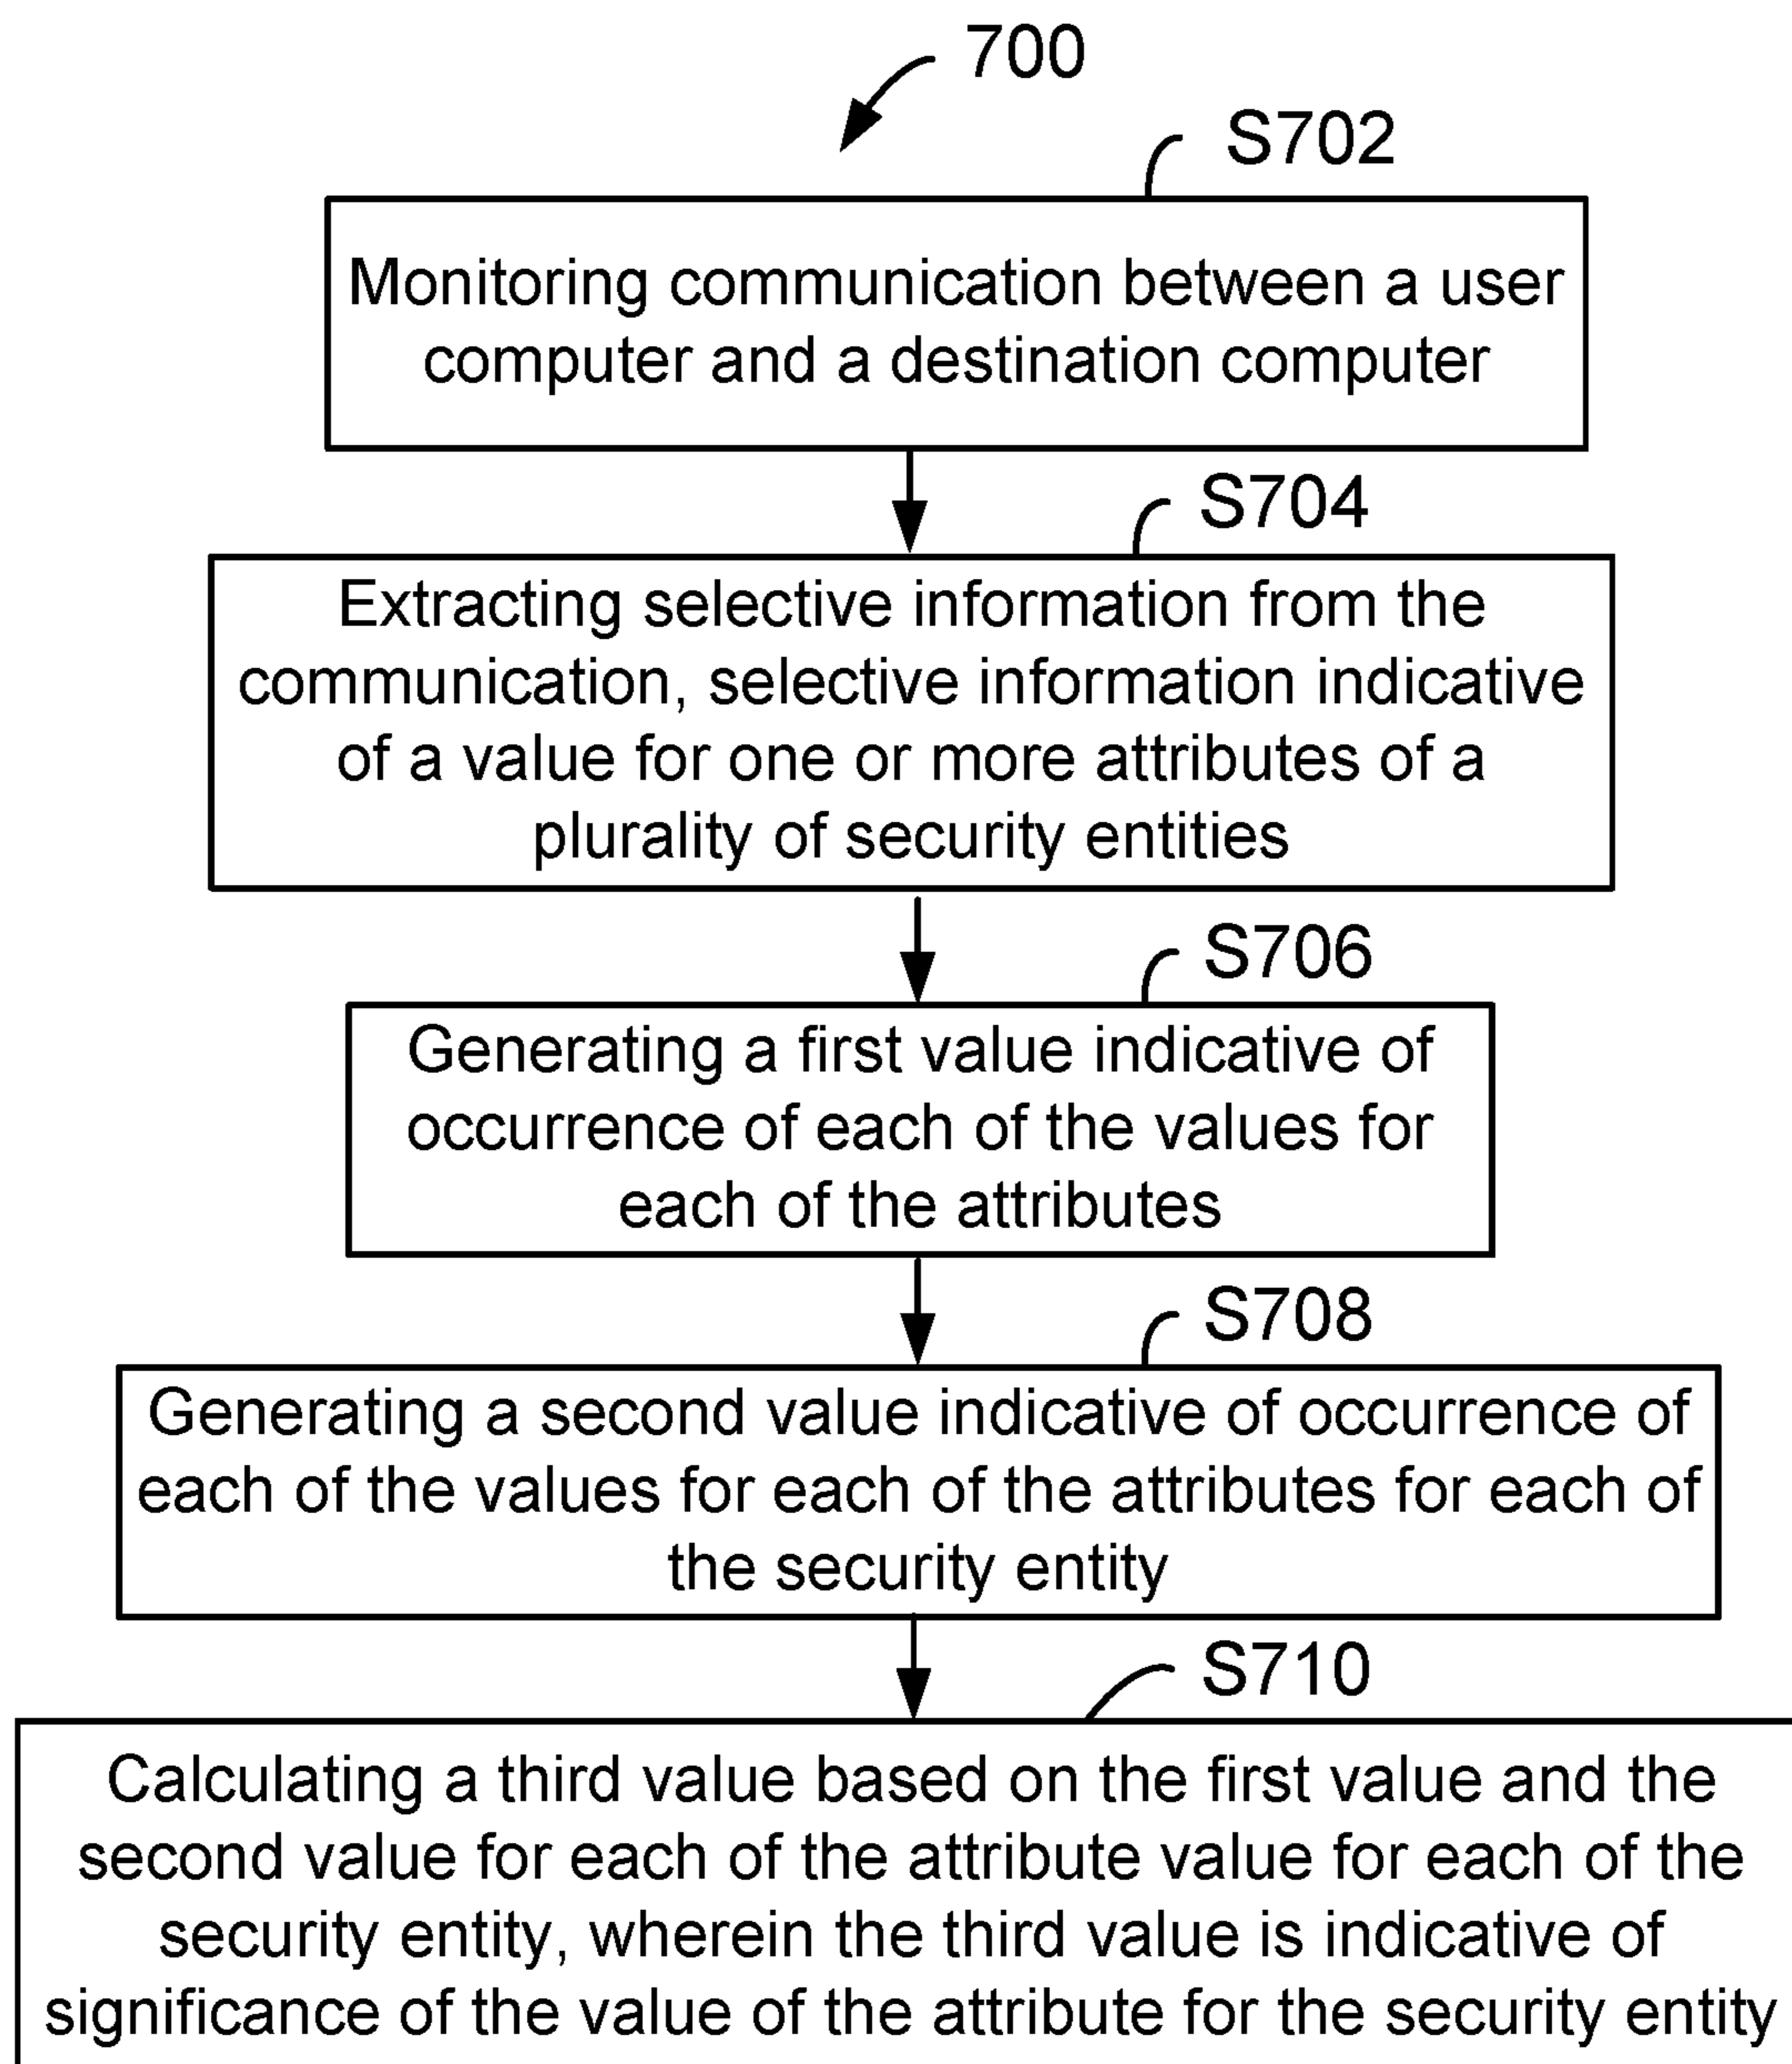 700
S702
Monitoring communication between a user
computer and a destination computer
S704
Extracting selective information from the
communication, selective information indicative
of a value for one or more attributes of a
plurality of security entities
S706
Generating a first value indicative of
occurrence of each of the values for
each of the attributes
S708
Generating a second value indicative of occurrence of
each of the values for each of the attributes for each of
the security entity
S710
Calculating a third value based on the first value and the
second value for each of the attribute value for each of the
security entity, wherein the third value is indicative of
significance of the value of the attribute for the security entity